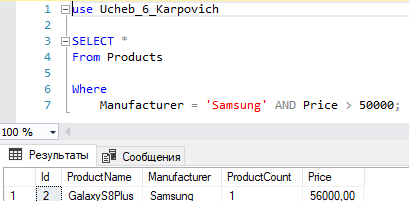 1 use Ucheb_6_Karpovich
2
3 SELECT *
4 From Products
5
6 Where
7 Manufacturer = 'Samsung' AND Price > 50000;
100 %
Результаты Сообщения
Id ProductName Manufacturer ProductCount Price
1 2 GalaxyS8Plus Samsung 1 56000,00